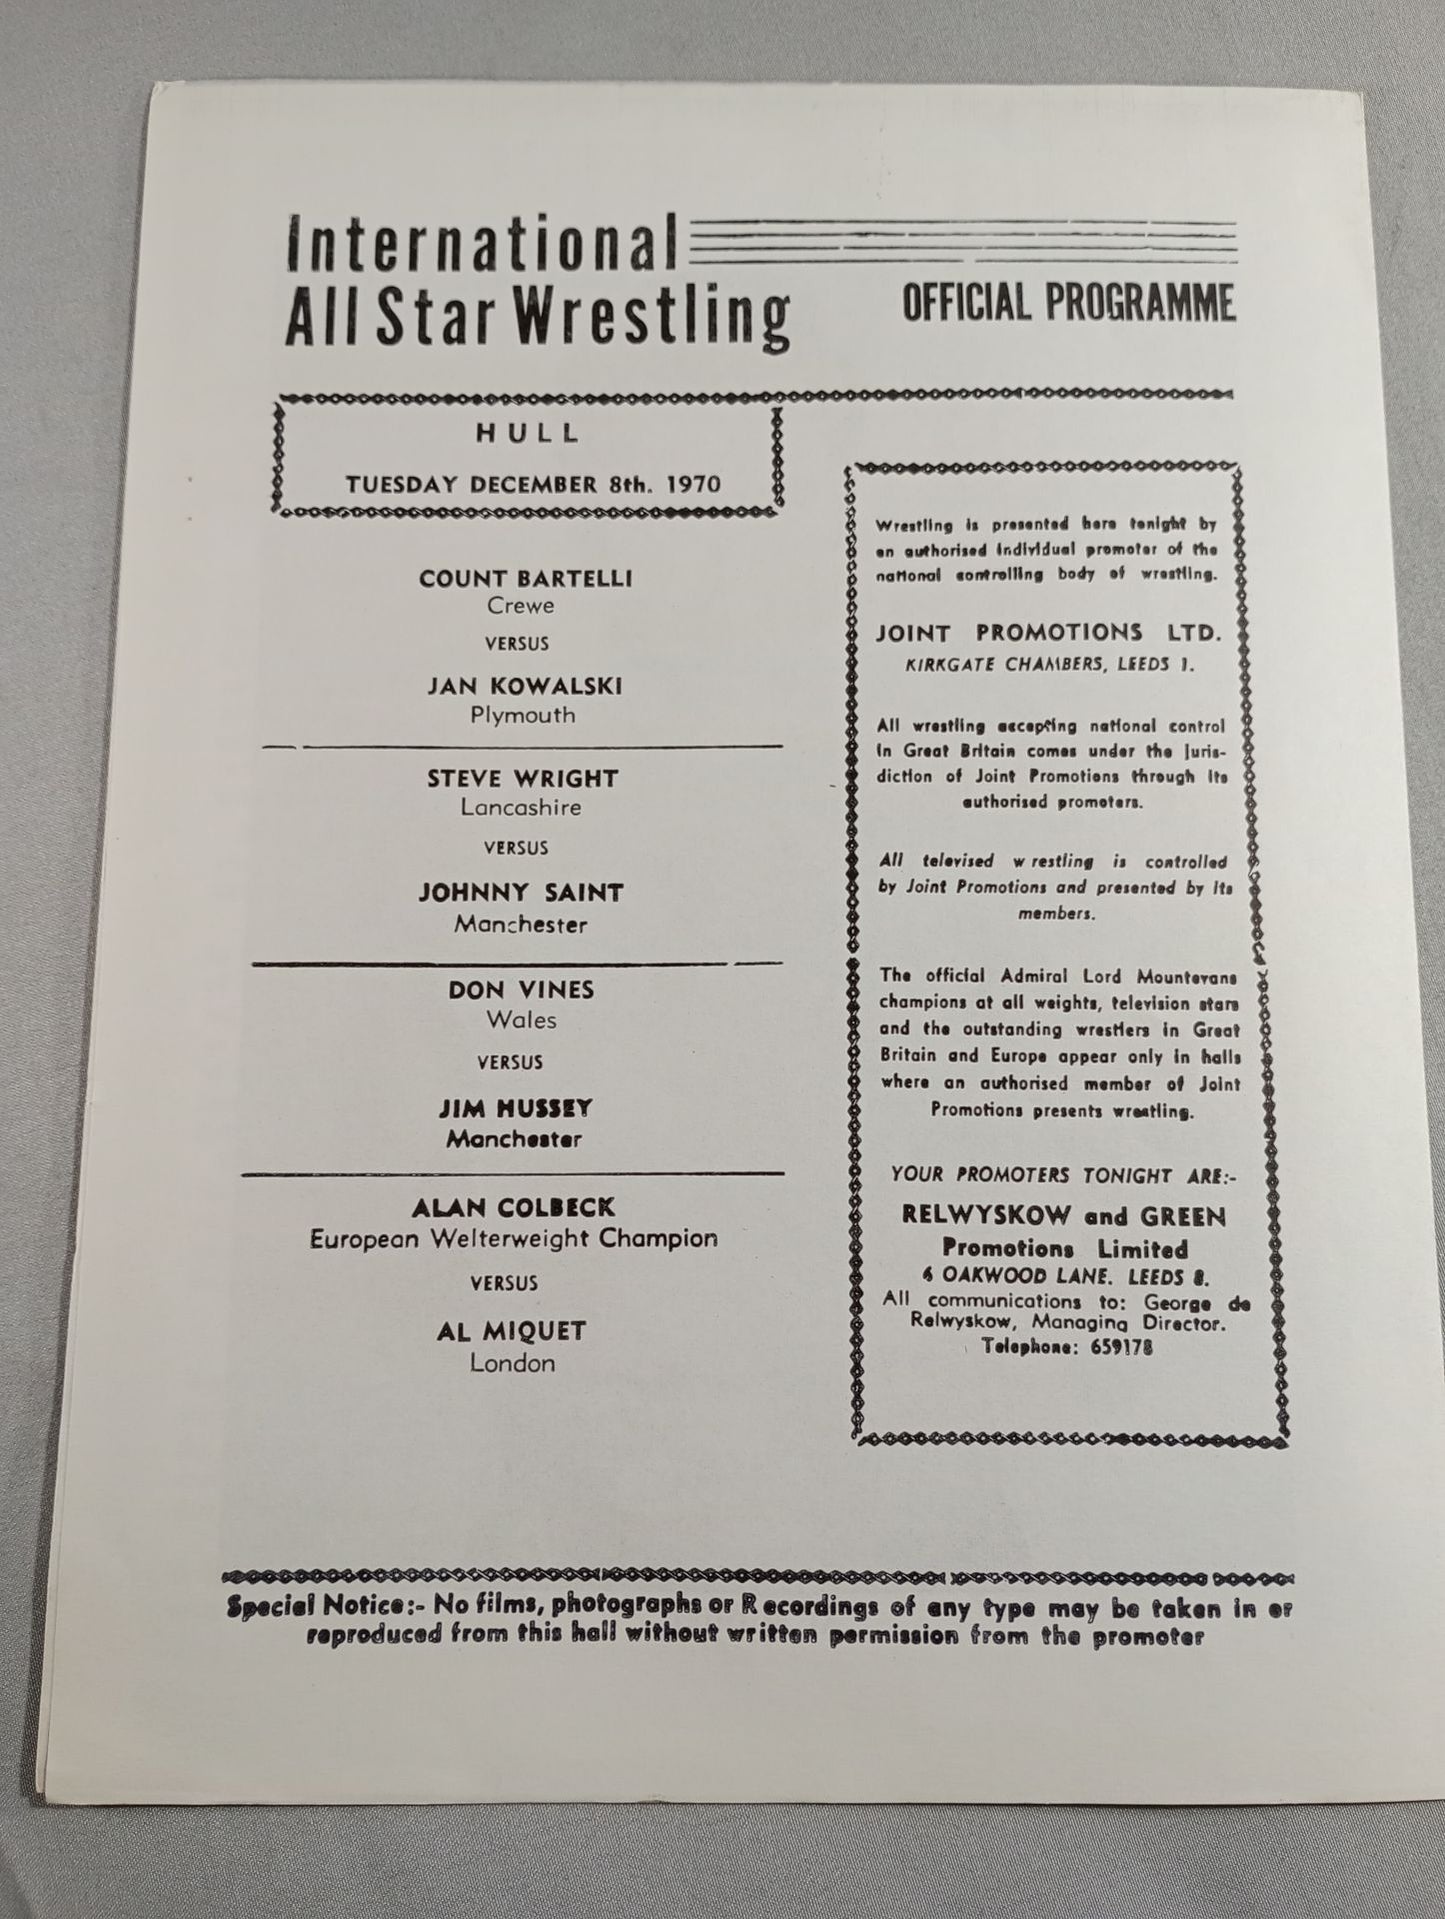 International
All Star Wrestling
OFFICIAL PROGRAMME
HULL
TUESDAY DECEMBER 8th. 1970
COUNT BARTELLI
Crewe
VERSUS
JAN KOWALSKI
Plymouth
STEVE WRIGHT
Lancashire
VERSUS
JOHNNY SAINT
Manchester
DON VINES
Wales
VERSUS
JIM HUSSEY
Manchester
ALAN COLBECK
European Welterweight Champion
VERSUS
AL MIQUET
London
Wrestling is presented here tonight by
an authorised individual promoter of the
national controlling body of wrestling.
JOINT PROMOTIONS LTD.
KIRKGATE CHAMBERS, LEEDS 1.
All wrestling accepting national control
in Great Britain comes under the juris-
diction of Joint Promotions through its
authorised promoters.
All televised w restling is controlled
by Joint Promotions and presented by its
members.
The official Admiral Lord Mountevans
champions at all weights, television stars
and the outstanding wrestlers in Great
Britain and Europe appear only in halls
where an authorised member of Joint
Promotions presents wrestling.
YOUR PROMOTERS TONIGHT ARE:-
RELWYSKOW and GREEN
Promotions Limited
6 OAKWOOD LANE. LEEDS 8.
All communications to: George de
Relwyskow, Managing Director.
Telephone: 659178
Special Notice:- No films, photographs or R ecordings of any type may be taken in or
reproduced from this hall without written permission from the promoter